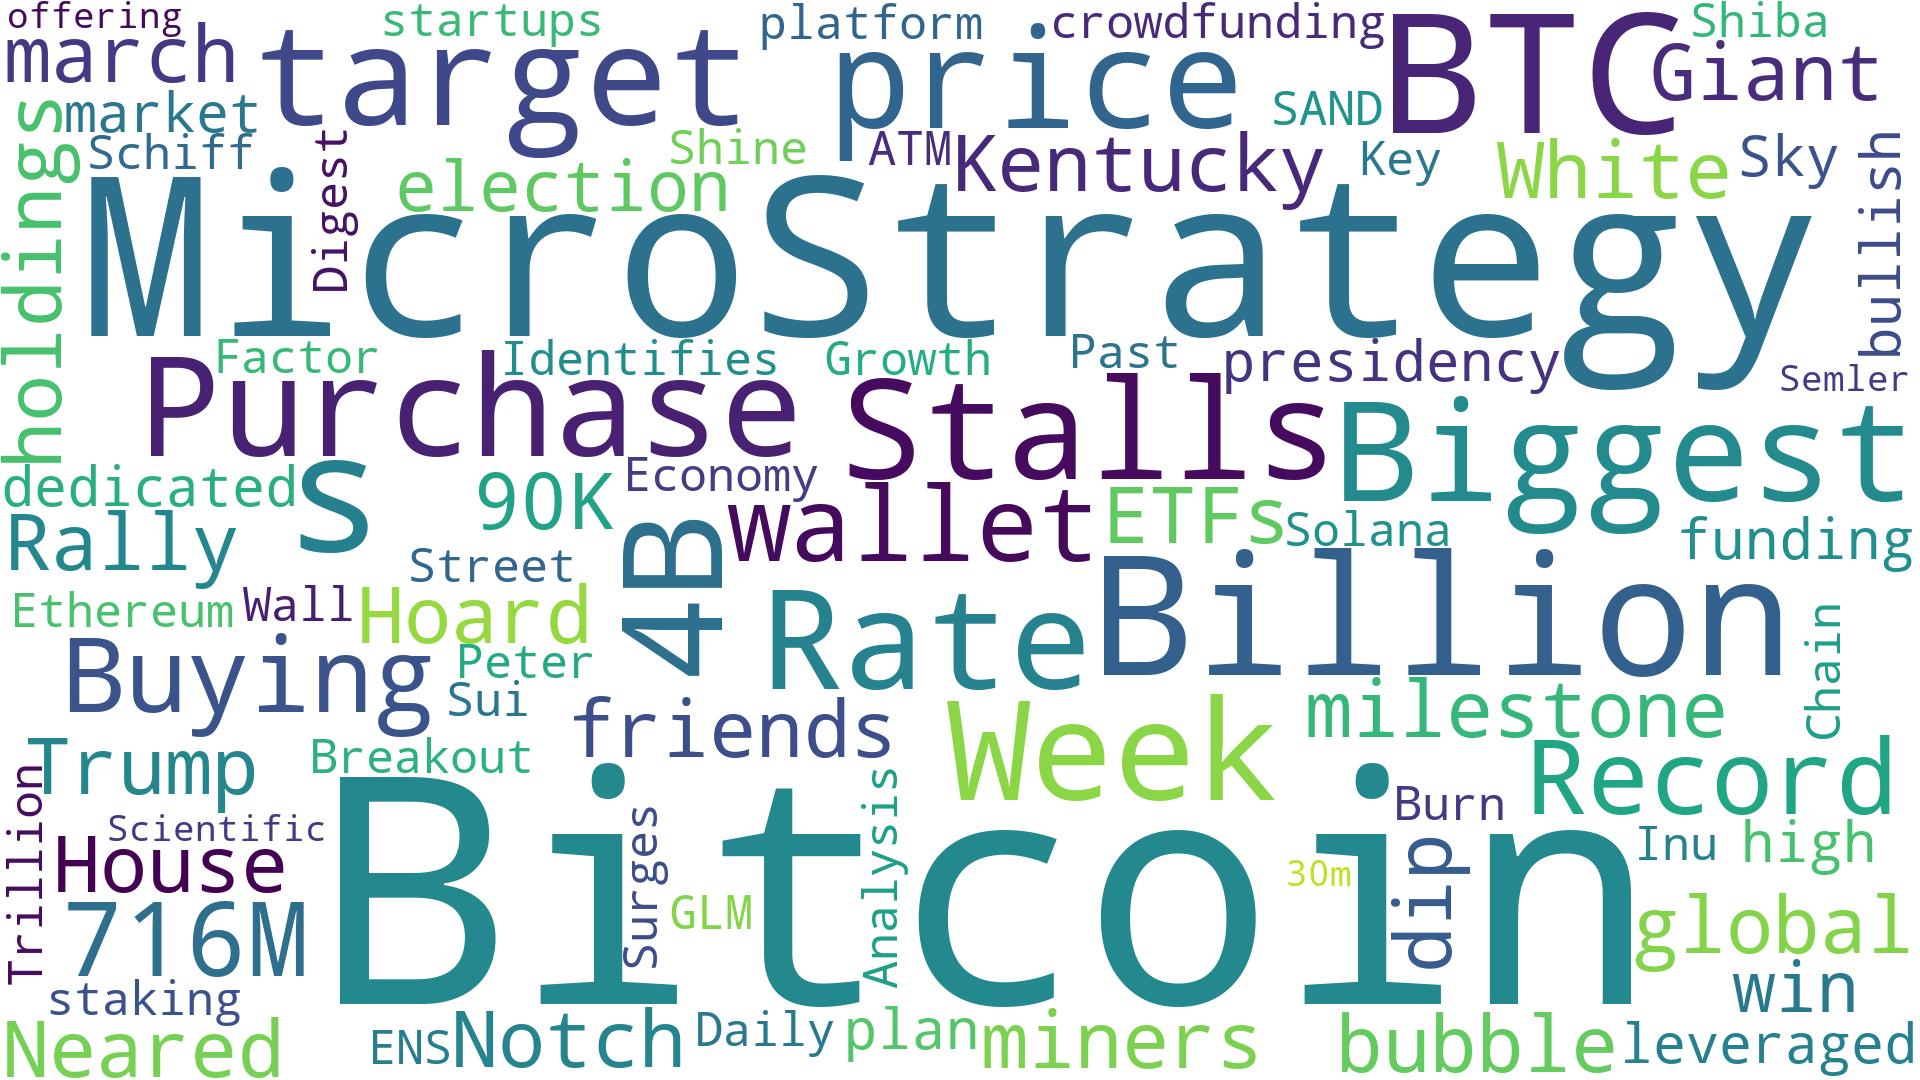 offering
startups
platform
crowdfunding
BTC
Shiba
march
target
price
Giant
market
SAND
holdings
Schiff
Digest
election
Shine
ATM
Kentucky
Key
White
Sky
bullish
MicroStrategy
Factor
Identifies
Growth
Past
presidency
Semler
Purchase
Stalls
Biggest
dedicated
s
90K
Economy
wallet
ETFs
Solana
funding
Rally
4B
Street
Billion
Ethereum
Wall
Hoard
Rate
Chain
Buying
Peter
Sui
friends
Week
milestone
Trump
Breakout
Record
Trillion
Scientific
House
Bitcoin
Surges
Analysis
Burn
30m
dip
Inu
high
716M
GLM
global
staking
win
Neared
ENS
Notch
Daily
plan
miners
bubble
leveraged